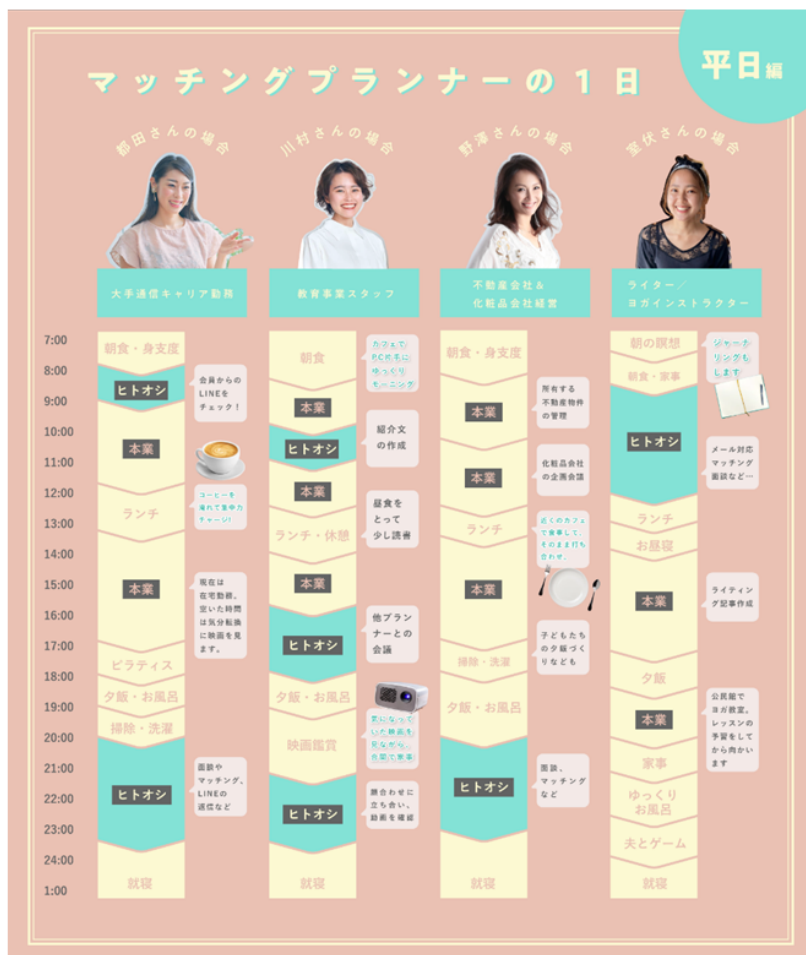 マッチングプランナーの1日
平日編
都田さんの場合
川村さんの場合
野澤さんの場合
室伏さんの場合
大手通信キャリア勤務
教育事業スタッフ
不動産会社&
化粧品会社経営
ライター/
ヨガインストラクター
7:00
8:00
9:00
10:00
11:00
12:00
13:00
14:00
15:00
16:00
17:00
18:00
19:00
20:00
21:00
22:00
23:00
24:00
1:00
朝食・身支度
ヒトオシ
会員からの
LINEを
チェック!
本業
コーヒーを
淹れて集中力
チャージ!
ランチ
本業
現在は
在宅勤務。
空いた時間
は気分転換
に映画を見
ます。
ピラティス
夕飯・お風呂
掃除・洗濯
ヒトオシ
面談や
マッチング、
LINEの
返信など
就寝
朝食
カフェで
PC片手に
ゆっくり
モーニング
本業
ヒトオシ
紹介文
の作成
本業
昼食を
とって
少し読書
ランチ・休憩
本業
ヒトオシ
他プラン
ナーとの
会議
夕飯・お風呂
映画鑑賞
気になって
いた映画を
見ながら、
合間で家事
ヒトオシ
顔合わせに
立ち合い、
動画を確認
就寝
朝食・身支度
本業
所有する
不動産物件
の管理
本業
化粧品会社
の企画会議
ランチ
近くのカフェ
で食事して、
そのまま打ち
合わせ。
本業
掃除・洗濯
子どもたち
の夕飯づく
りなども
夕飯・お風呂
ヒトオシ
面談、
マッチング
など
就寝
朝の瞑想
ジャーナ
リングも
します
朝食・家事
ヒトオシ
メール対応
マッチング
面談など…
ランチ
お昼寝
本業
ライティン
グ記事作成
夕飯
本業
公民館で
ヨガ教室。
レッスンの
予習をして
から向かい
ます
家事
ゆっくり
お風呂
夫とゲーム
就寝